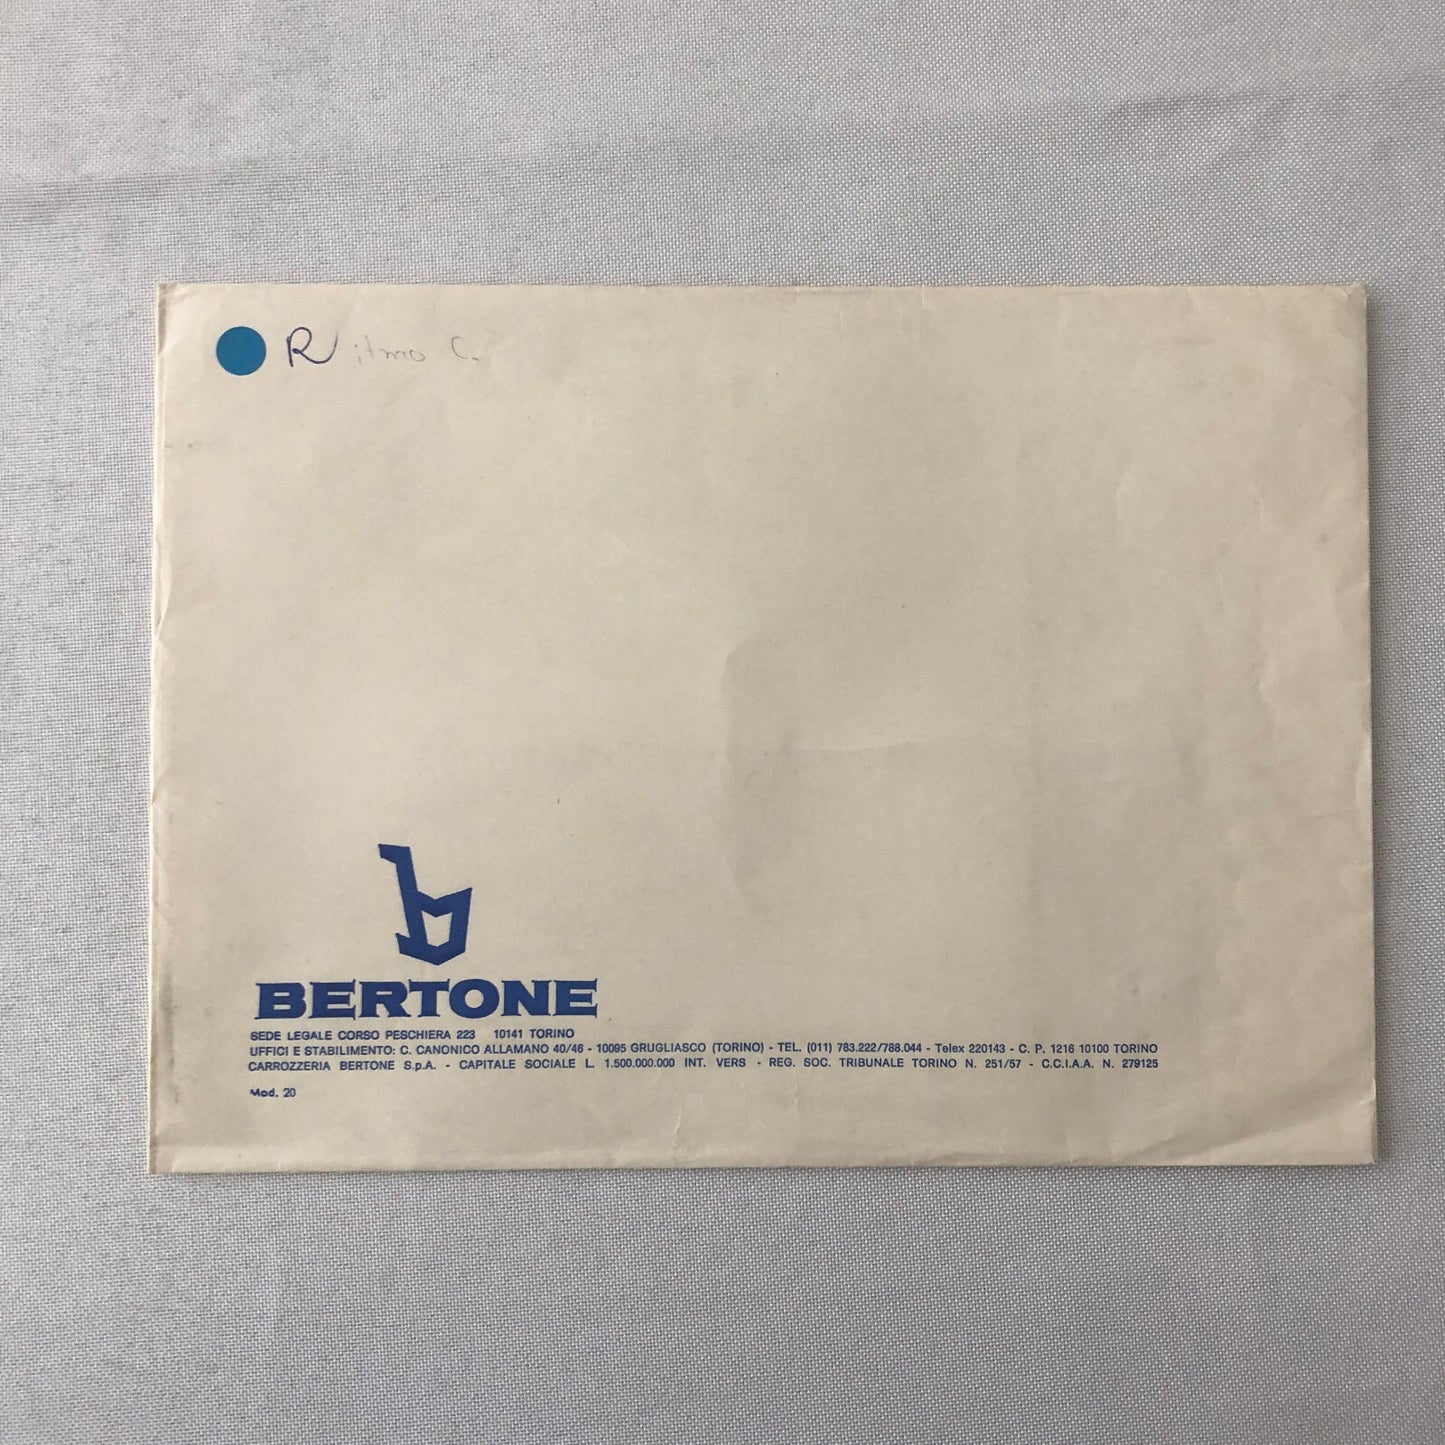 Ritmo C.
BERTONE
SEDE LEGALE CORSO PESCHIERA 223 10141 TORINO
UFFICI E STABILIMENTO: C. CANONICO ALLAMANO 40/46 - 10095 GRUGLIASCO (TORINO) - TEL. (011) 783.222/788.044 - Telex 220143 - C. P. 1216 10100 TORINO
CARROZZERIA BERTONE S.p.A. - CAPITALE SOCIALE L. 1.500.000.000 INT. VERS - REG. SOC. TRIBUNALE TORINO N. 251/57 - C.C.I.A.A. N. 279125
Mod. 20